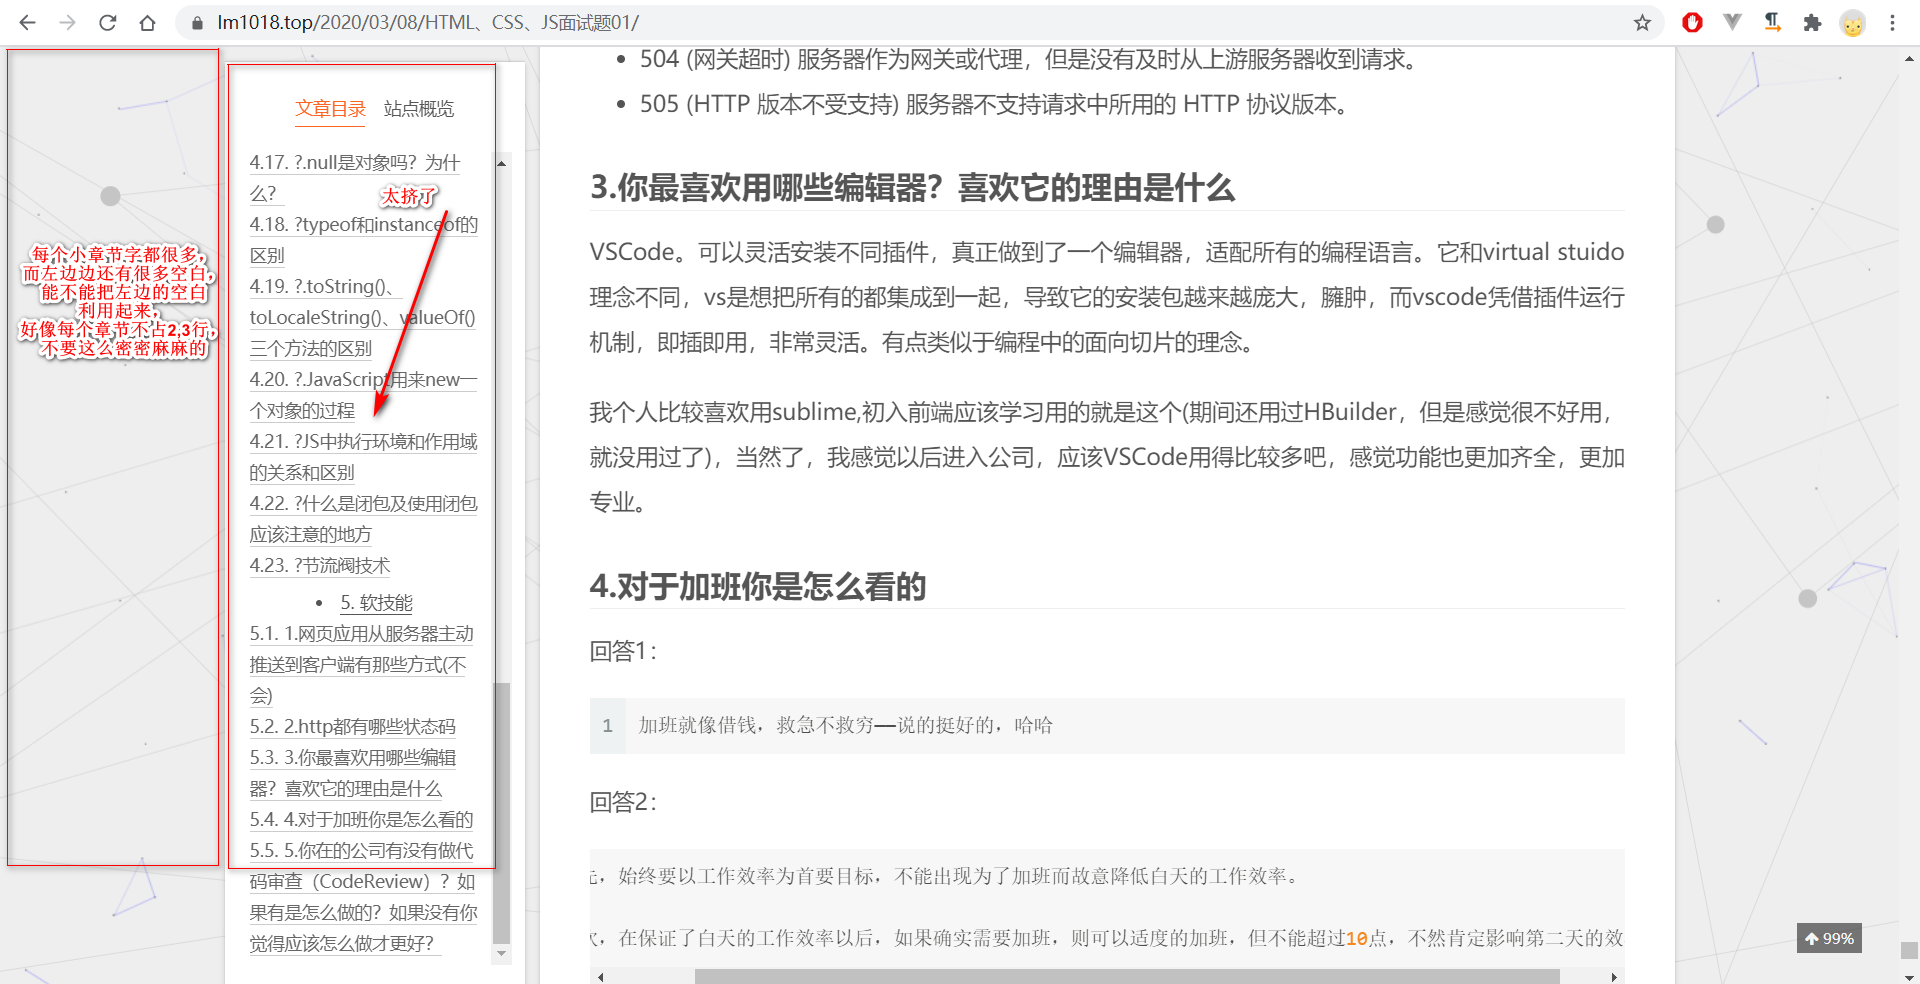 lm1018.top/2020/03/08/HTML、CSS、JS面试题01/
每个小章节字都很多，
而左边边还有很多空白，
能不能把左边的空白
利用起来，
好像每个章节不占2,3行，
不要这么密密麻麻的
文章目录 站点概览
太挤了
4.17. ?.null是对象吗？为什
么？
4.18. ?typeof和instanceof的
区别
4.19. ?.toString()、
toLocaleString()、valueOf()
三个方法的区别
4.20. ?.JavaScript用来new一
个对象的过程
4.21. ?JS中执行环境和作用域
的关系和区别
4.22. ?什么是闭包及使用闭包
应该注意的地方
4.23. ?节流阀技术
5. 软技能
5.1. 1.网页应用从服务器主动
推送到客户端有那些方式(不
会)
5.2. 2.http都有哪些状态码
5.3. 3.你最喜欢用哪些编辑
器？喜欢它的理由是什么
5.4. 4.对于加班你是怎么看的
5.5. 5.你在的公司有没有做代
码审查（CodeReview）？如
果有是怎么做的？如果没有你
觉得应该怎么做才更好？
504 (网关超时) 服务器作为网关或代理，但是没有及时从上游服务器收到请求。
505 (HTTP 版本不受支持) 服务器不支持请求中所用的 HTTP 协议版本。
3.你最喜欢用哪些编辑器？喜欢它的理由是什么
VSCode。可以灵活安装不同插件，真正做到了一个编辑器，适配所有的编程语言。它和virtual stuido
理念不同，vs是想把所有的都集成到一起，导致它的安装包越来越庞大，臃肿，而vscode凭借插件运行
机制，即插即用，非常灵活。有点类似于编程中的面向切片的理念。
我个人比较喜欢用sublime,初入前端应该学习用的就是这个(期间还用过HBuilder，但是感觉很不好用，
就没用过了)，当然了，我感觉以后进入公司，应该VSCode用得比较多吧，感觉功能也更加齐全，更加
专业。
4.对于加班你是怎么看的
回答1：
1 加班就像借钱，救急不救穷——说的挺好的，哈哈
回答2：
，始终要以工作效率为首要目标，不能出现为了加班而故意降低白天的工作效率。
，在保证了白天的工作效率以后，如果确实需要加班，则可以适度的加班，但不能超过10点，不然肯定影响第二天的效
99%